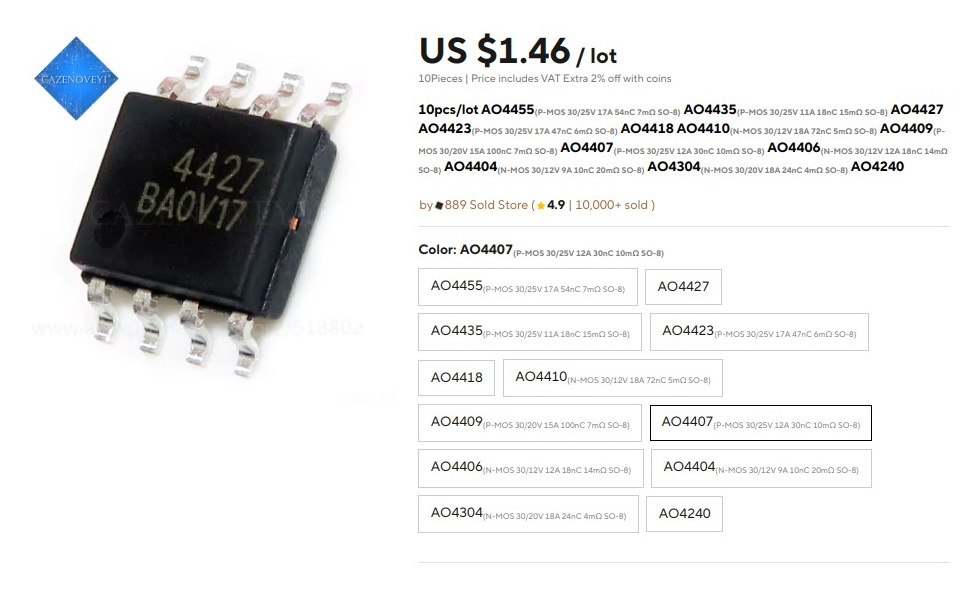 GAZENOVEYI
4427
BA0V17
US $1.46 / lot
10Pieces | Price includes VAT Extra 2% off with coins
10pcs/lot AO4455(P-MOS 30/25V 17A 54nC 7mΩ SO-8) AO4435(P-MOS 30/25V 11A 18nC 15mΩ SO-8) AO4427
AO4423(P-MOS 30/25V 17A 47nC 6mΩ SO-8) AO4418 AO4410(N-MOS 30/12V 18A 72nC 5mΩ SO-8) AO4409(P-
MOS 30/20V 15A 100nC 7mΩ SO-8) AO4407(P-MOS 30/25V 12A 30nC 10mΩ SO-8) AO4406(N-MOS 30/12V 12A 18nC 14mΩ
SO-8) AO4404(N-MOS 30/12V 9A 10nC 20mΩ SO-8) AO4304(N-MOS 30/20V 18A 24nC 4mΩ SO-8) AO4240
by 889 Sold Store ( 4.9 | 10,000+ sold )
Color: AO4407(P-MOS 30/25V 12A 30nC 10mΩ SO-8)
AO4455(P-MOS 30/25V 17A 54nC 7mΩ SO-8) AO4427
AO4435(P-MOS 30/25V 11A 18nC 15mΩ SO-8) AO4423(P-MOS 30/25V 17A 47nC 6mΩ SO-8)
AO4418 AO4410(N-MOS 30/12V 18A 72nC 5mΩ SO-8)
AO4409(P-MOS 30/20V 15A 100nC 7mΩ SO-8) AO4407(P-MOS 30/25V 12A 30nC 10mΩ SO-8)
AO4406(N-MOS 30/12V 12A 18nC 14mΩ SO-8) AO4404(N-MOS 30/12V 9A 10nC 20mΩ SO-8)
AO4304(N-MOS 30/20V 18A 24nC 4mΩ SO-8) AO4240